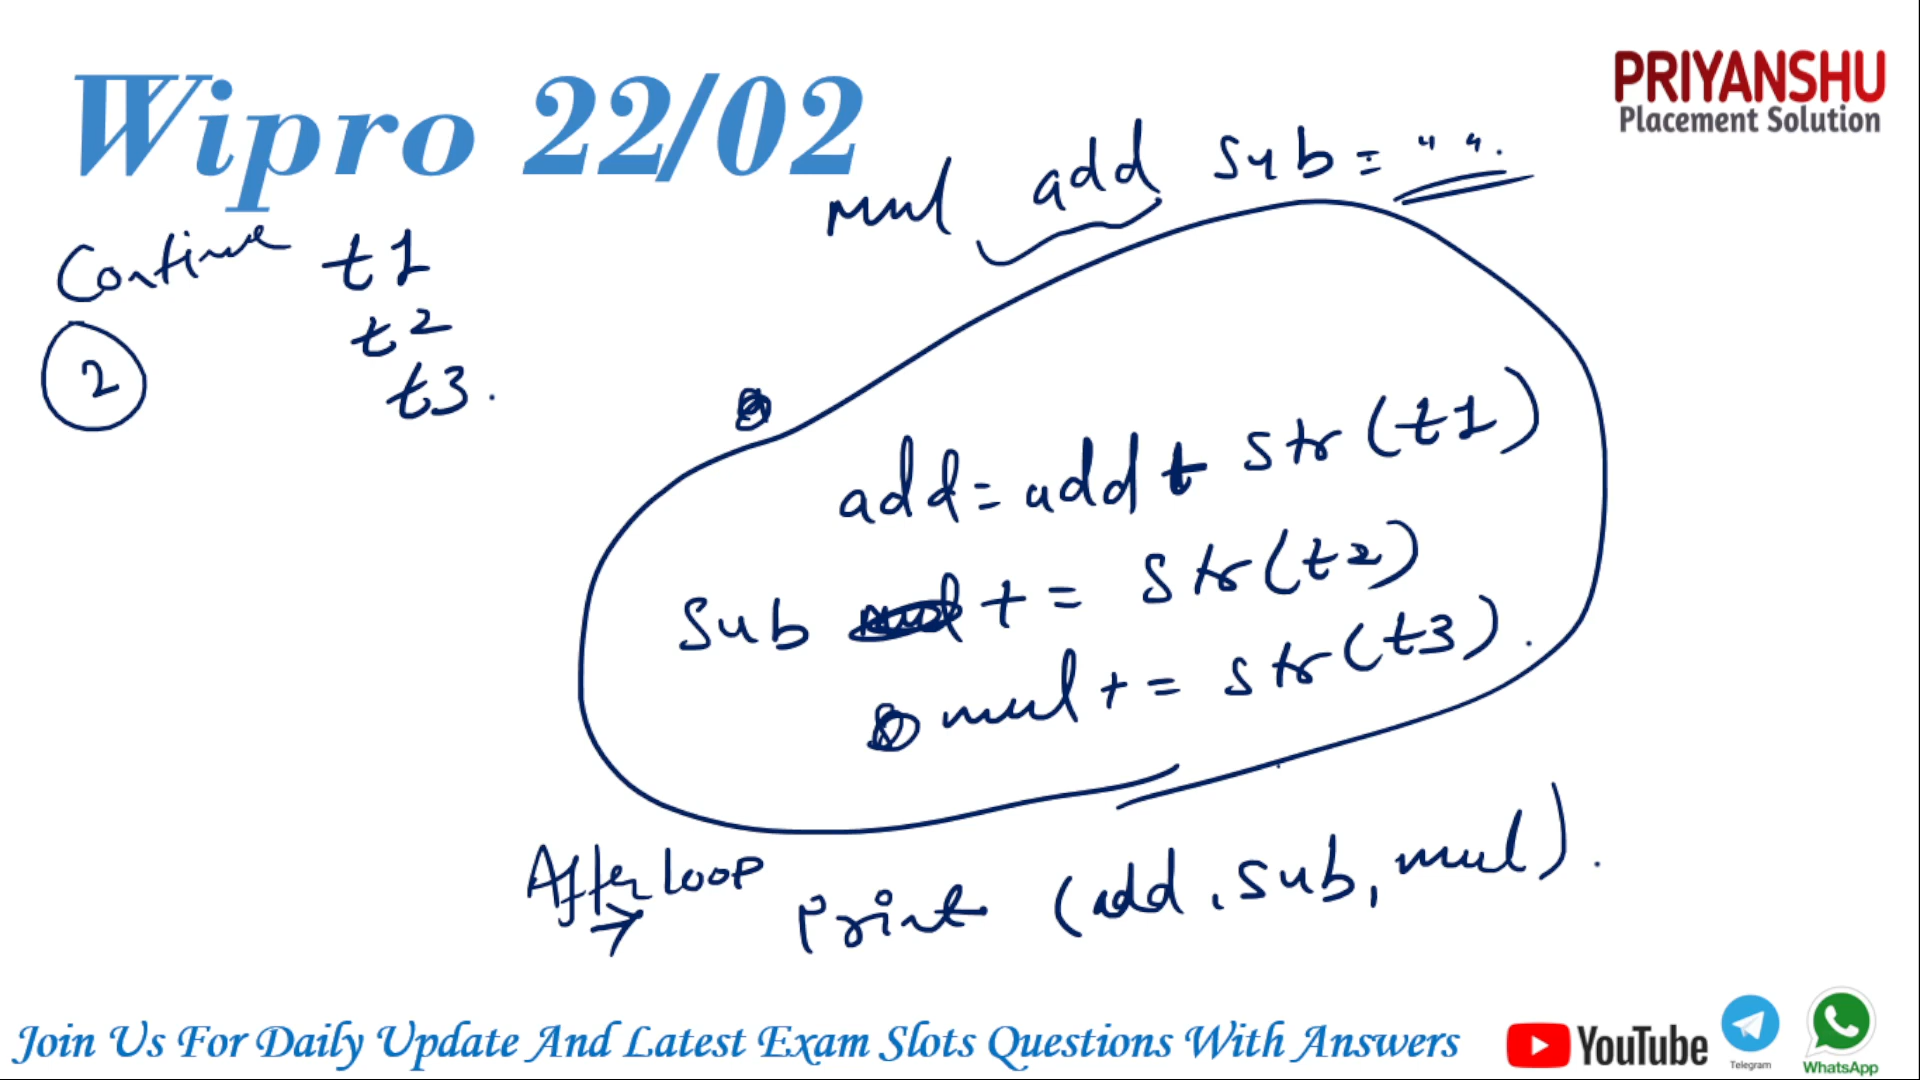 Wipro 22/02
PRIYANSHU
Placement Solution
mul add sub = " ".
Continue t1
2 t2
t3.
add = add + str(t1)
sub += str(t2)
mul += str(t3).
After loop
→ Print (add, sub, mul).
Join Us For Daily Update And Latest Exam Slots Questions With Answers
YouTube
Telegram
WhatsApp